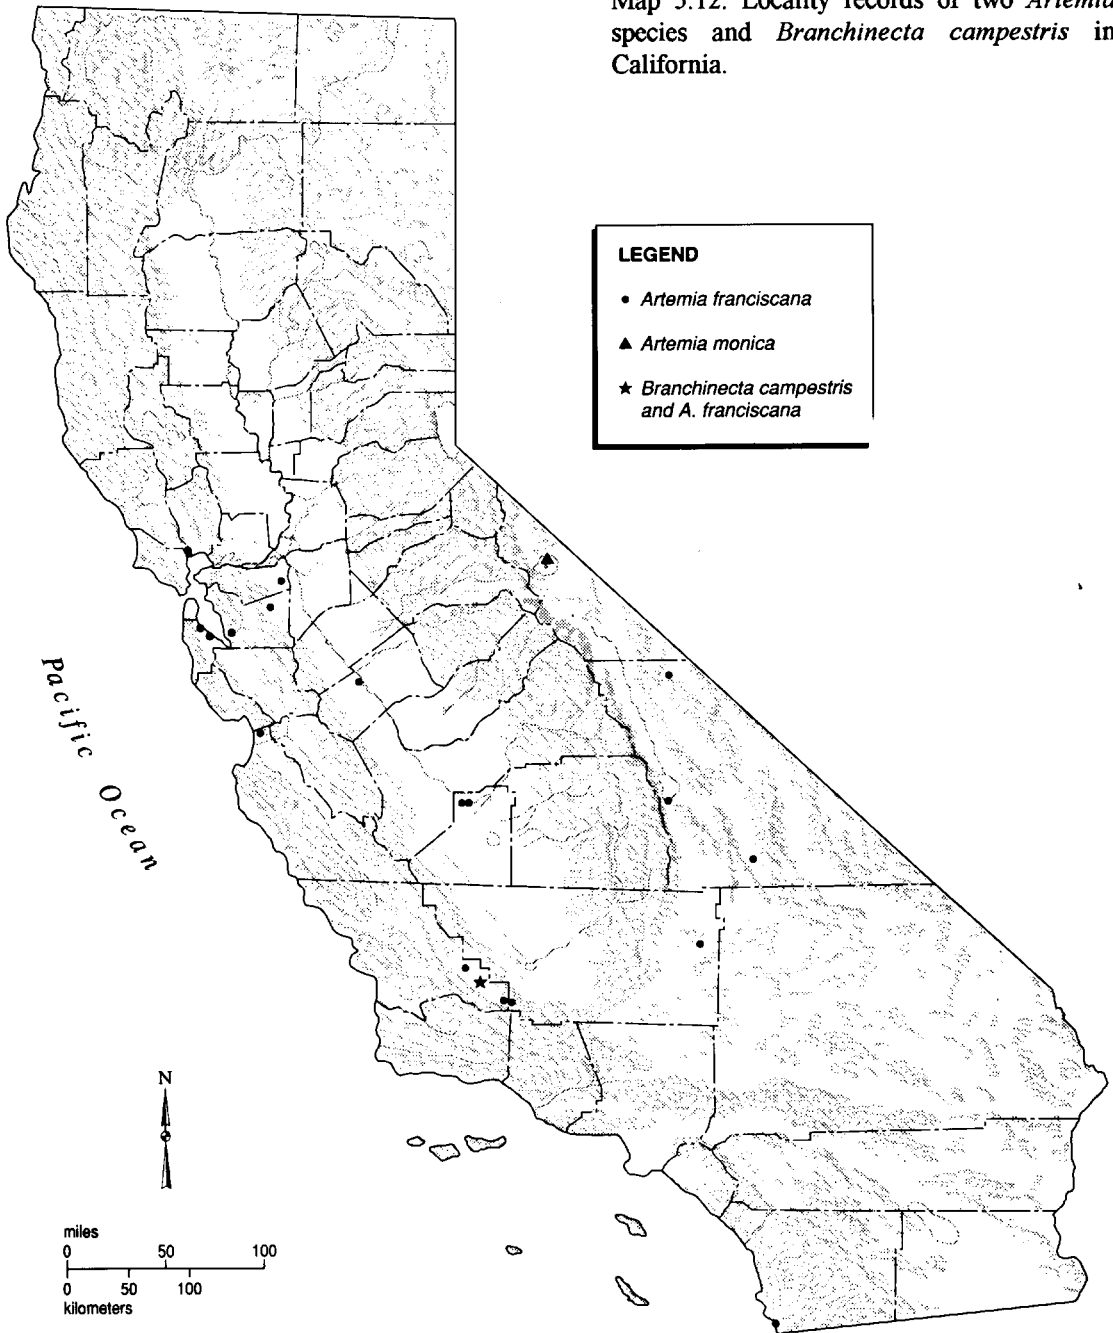 Map 5.12. Locality records of two Artemia
species and Branchinecta campestris in
California.
LEGEND
Artemia franciscana
Artemia monica
Branchinecta campestris
and A. franciscana
Pacific Ocean
N
miles
0 50 100
0 50 100
kilometers